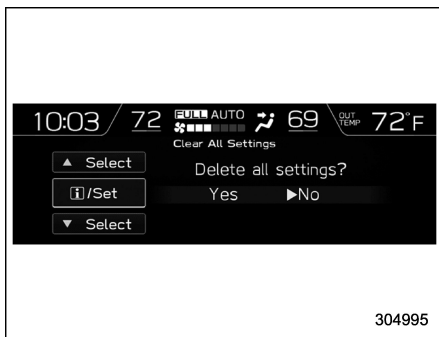 10:03 72 FULL AUTO 69 OUT TEMP 72°F
Clear All Settings
▲ Select
Delete all settings?
i/Set
Yes ▶No
▼ Select
304995